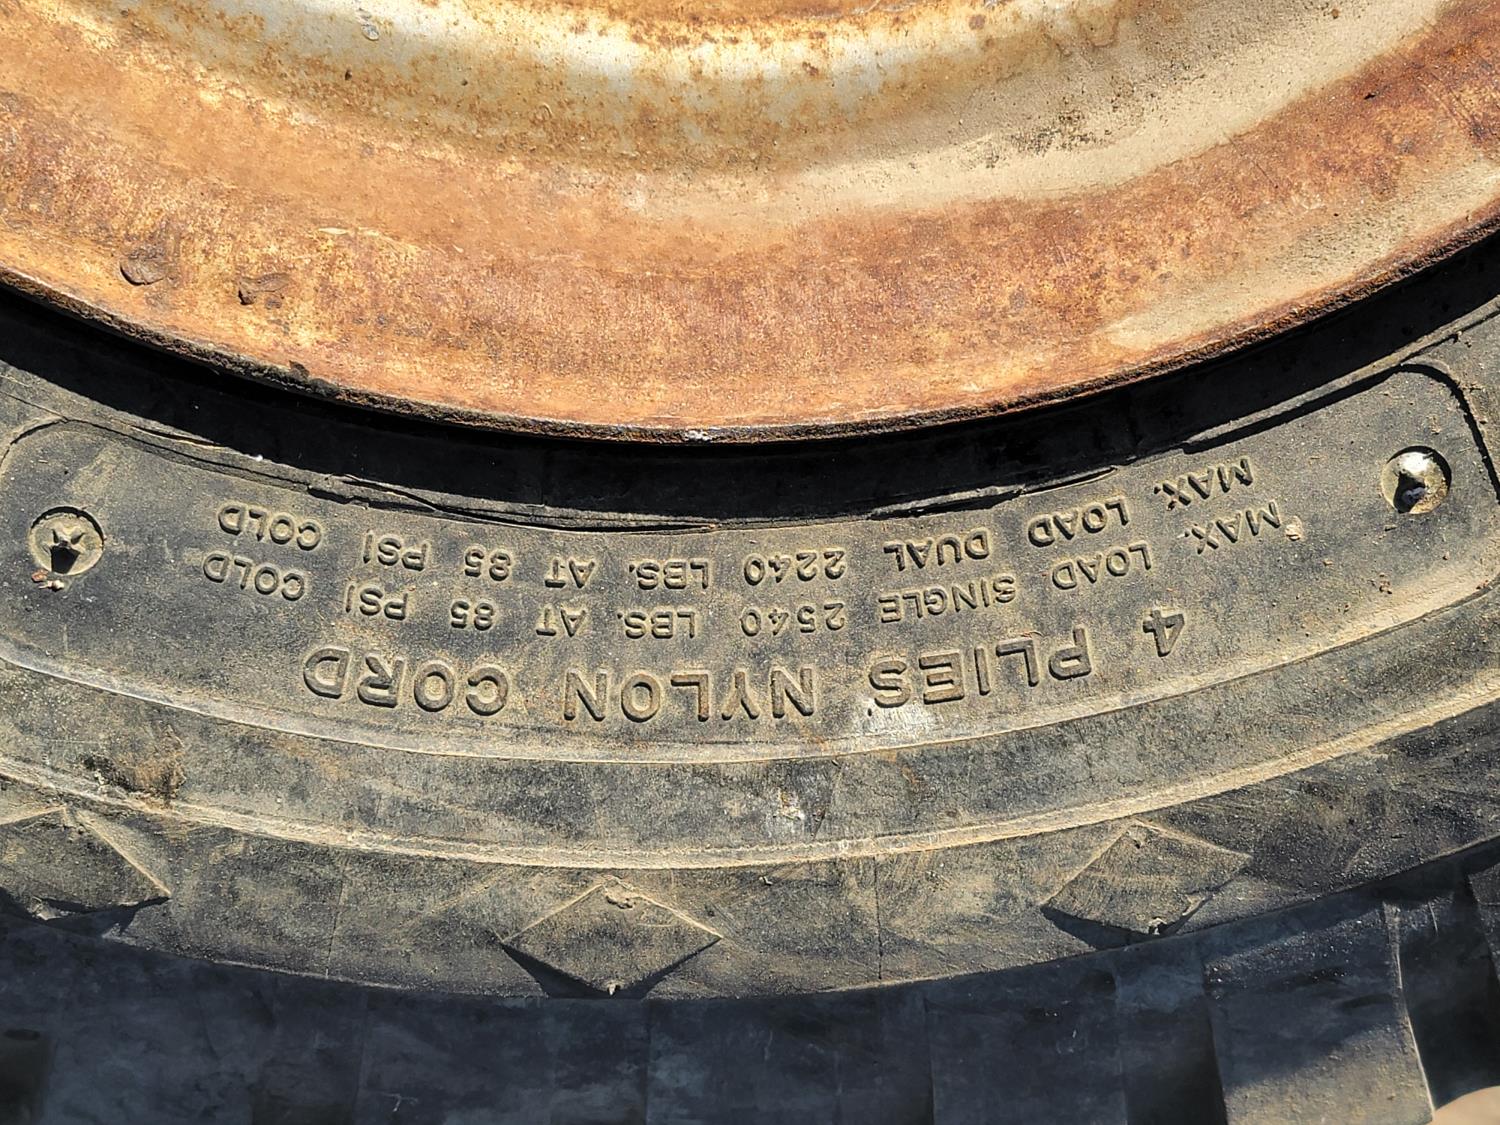 4 PLIES NYLON CORD
MAX. LOAD SINGLE 2540 LBS. AT 85 PSI COLD
MAX. LOAD DUAL 2240 LBS. AT 85 PSI COLD